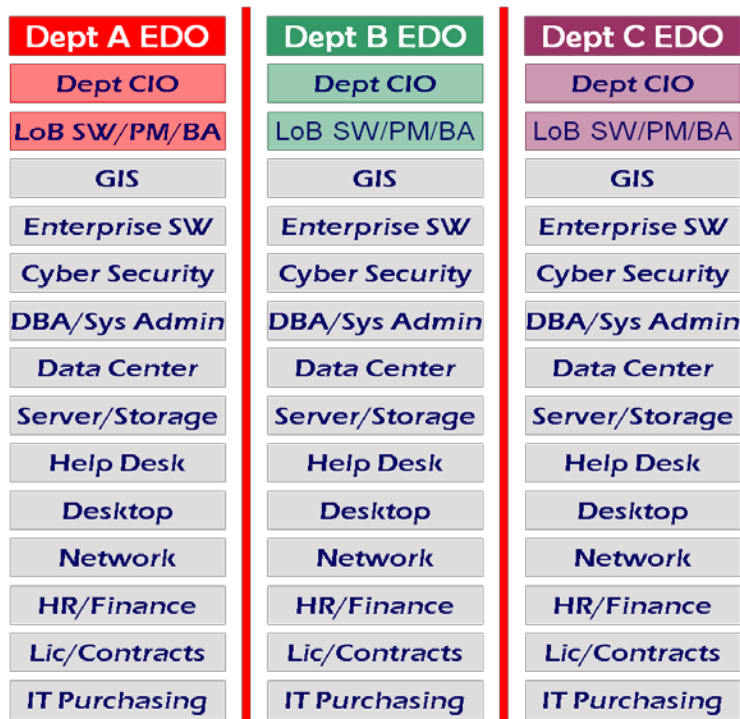 Dept A EDO
Dept CIO
LoB SW/PM/BA
GIS
Enterprise SW
Cyber Security
DBA/Sys Admin
Data Center
Server/Storage
Help Desk
Desktop
Network
HR/Finance
Lic/Contracts
IT Purchasing
Dept B EDO
Dept CIO
LoB SW/PM/BA
GIS
Enterprise SW
Cyber Security
DBA/Sys Admin
Data Center
Server/Storage
Help Desk
Desktop
Network
HR/Finance
Lic/Contracts
IT Purchasing
Dept C EDO
Dept CIO
LoB SW/PM/BA
GIS
Enterprise SW
Cyber Security
DBA/Sys Admin
Data Center
Server/Storage
Help Desk
Desktop
Network
HR/Finance
Lic/Contracts
IT Purchasing